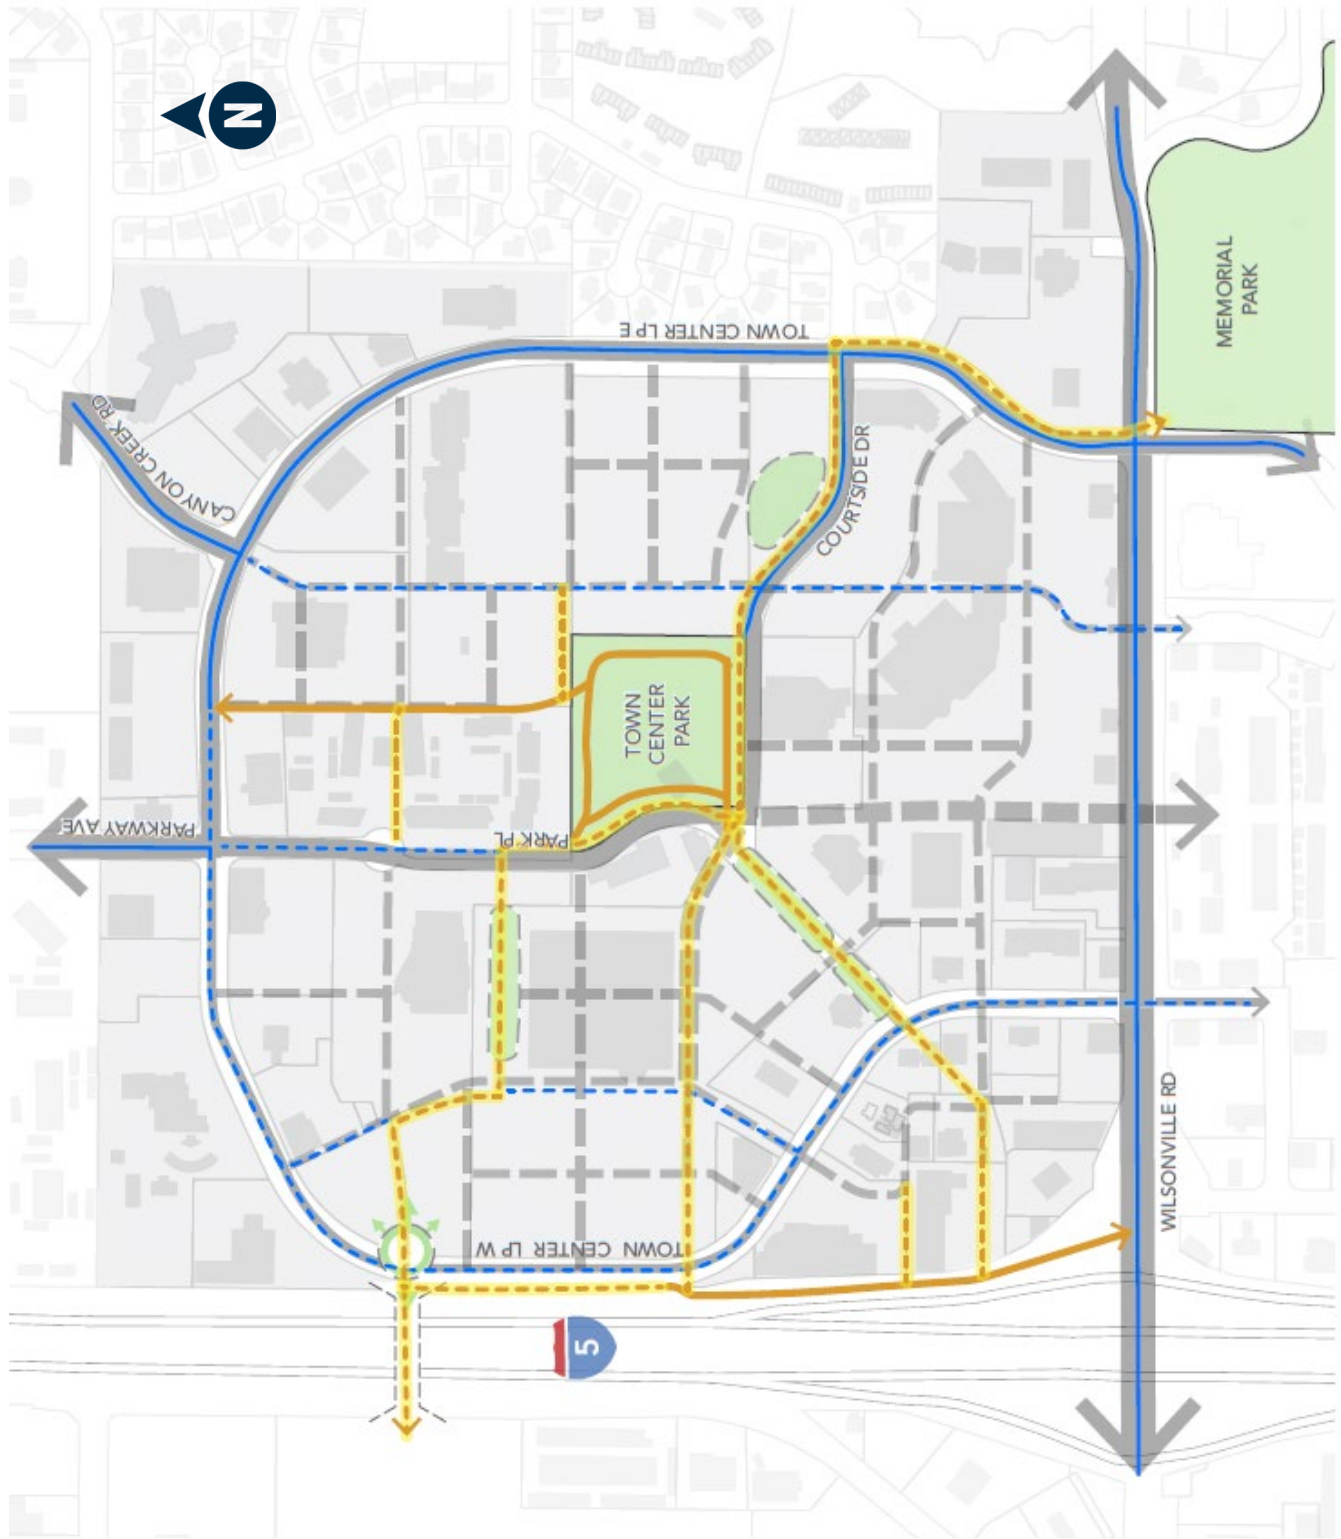 N
CANYON CREEK RD
TOWN CENTER LP E
MEMORIAL
PARK
COURTSIDE DR
TOWN
CENTER
PARK
PARKWAY AVE
PARK PL
WILSONVILLE RD
TOWN CENTER LP W
5